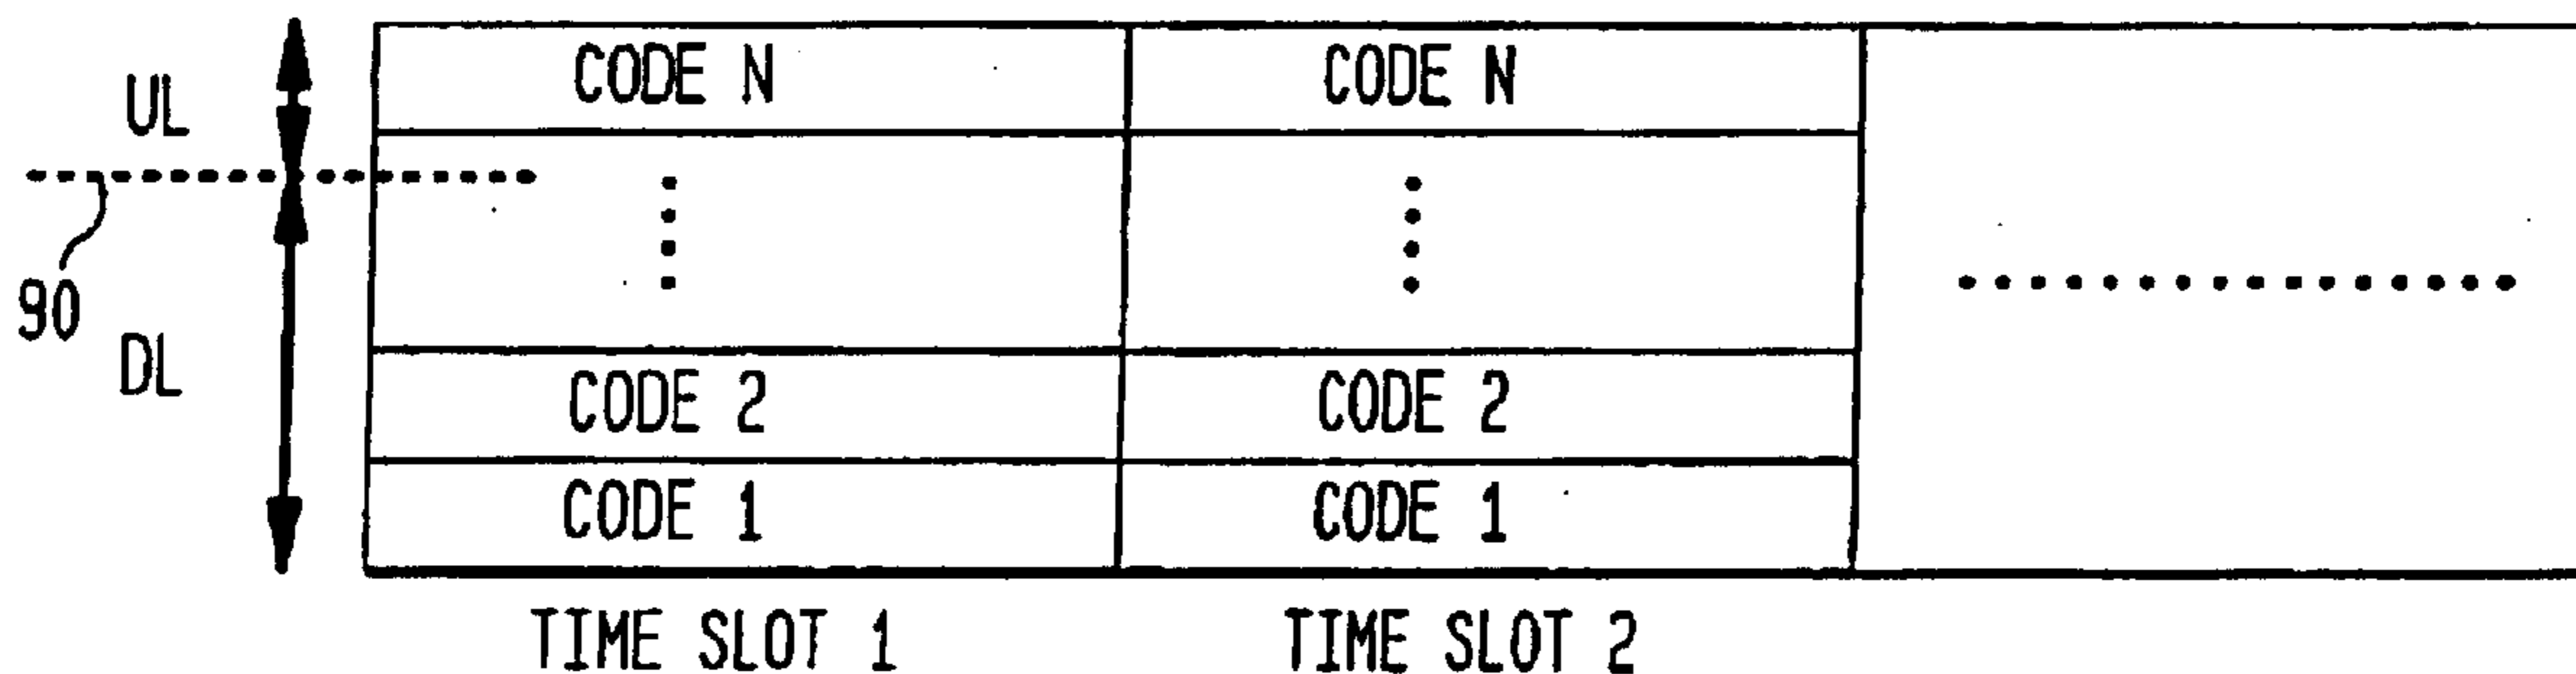 CODE N CODE N
UL
90
DL
CODE 2 CODE 2
CODE 1 CODE 1
TIME SLOT 1 TIME SLOT 2